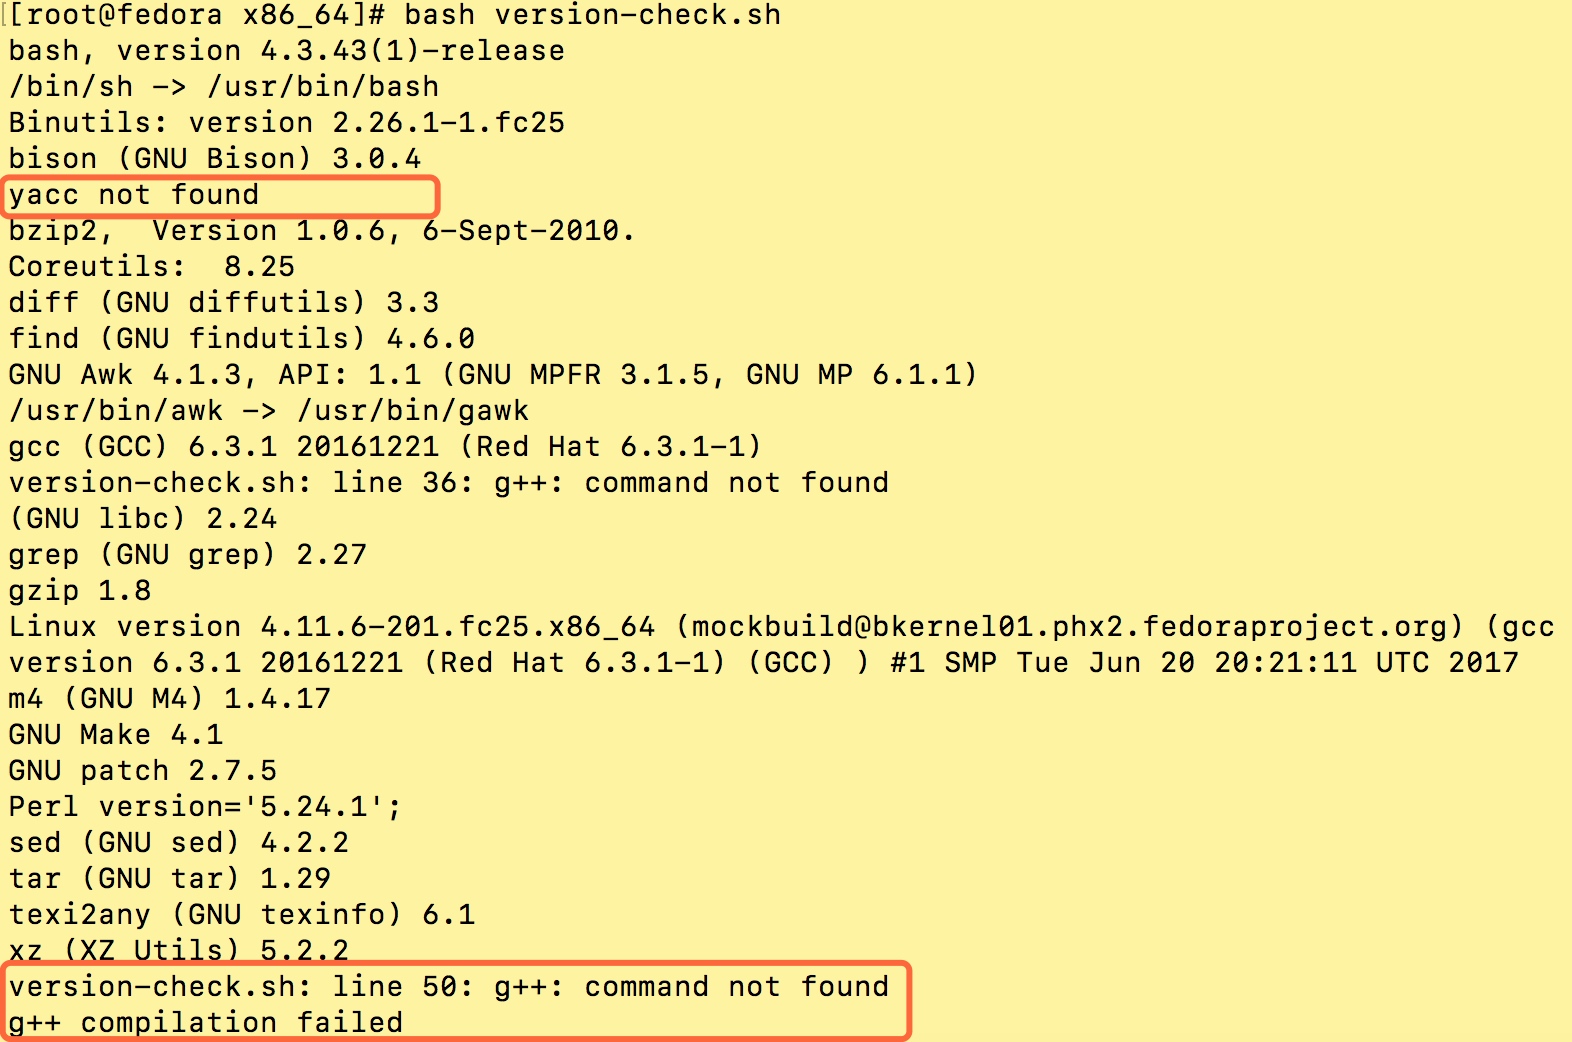 [[root@fedora x86_64]# bash version-check.sh
bash, version 4.3.43(1)-release
/bin/sh -> /usr/bin/bash
Binutils: version 2.26.1-1.fc25
bison (GNU Bison) 3.0.4
yacc not found
bzip2,  Version 1.0.6, 6-Sept-2010.
Coreutils:  8.25
diff (GNU diffutils) 3.3
find (GNU findutils) 4.6.0
GNU Awk 4.1.3, API: 1.1 (GNU MPFR 3.1.5, GNU MP 6.1.1)
/usr/bin/awk -> /usr/bin/gawk
gcc (GCC) 6.3.1 20161221 (Red Hat 6.3.1-1)
version-check.sh: line 36: g++: command not found
(GNU libc) 2.24
grep (GNU grep) 2.27
gzip 1.8
Linux version 4.11.6-201.fc25.x86_64 (mockbuild@bkernel01.phx2.fedoraproject.org) (gcc
version 6.3.1 20161221 (Red Hat 6.3.1-1) (GCC) ) #1 SMP Tue Jun 20 20:21:11 UTC 2017
m4 (GNU M4) 1.4.17
GNU Make 4.1
GNU patch 2.7.5
Perl version='5.24.1';
sed (GNU sed) 4.2.2
tar (GNU tar) 1.29
texi2any (GNU texinfo) 6.1
xz (XZ Utils) 5.2.2
version-check.sh: line 50: g++: command not found
g++ compilation failed